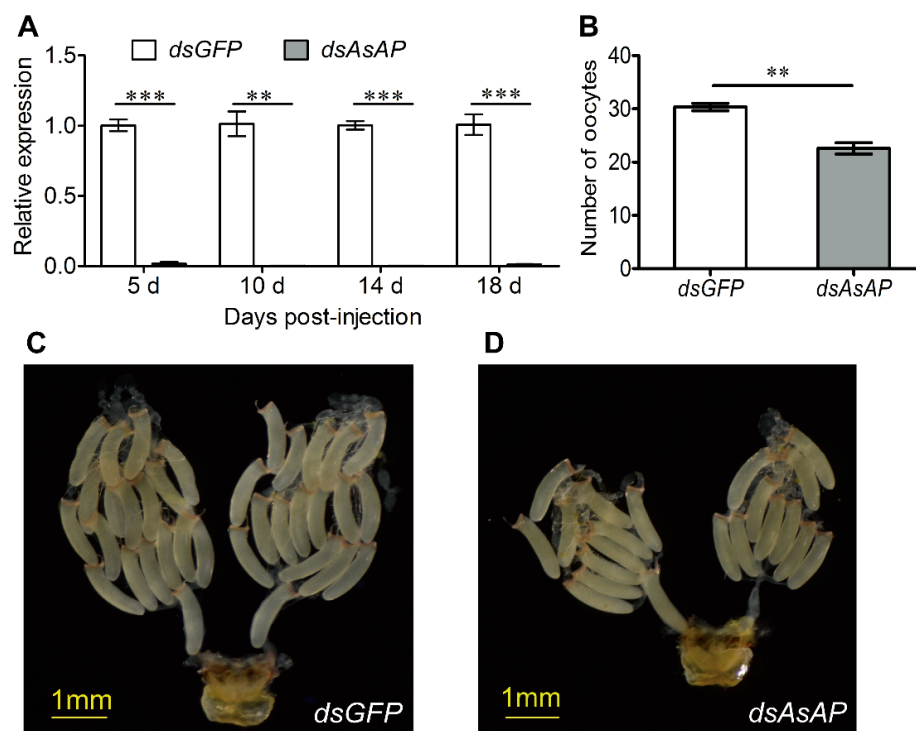 A
dsGFP dsAsAP
Relative expression
1.5
1.0
0.5
0.0
*** ** *** ***
5 d 10 d 14 d 18 d
Days post-injection
B
Number of oocytes
40
30
20
10
0
**
dsGFP dsAsAP
C
1mm
dsGFP
D
1mm
dsAsAP